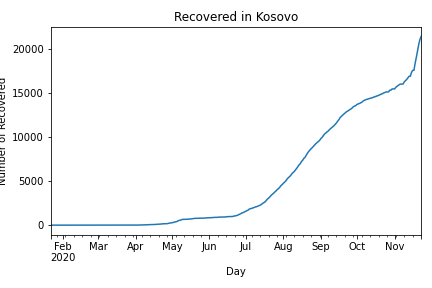 Recovered in Kosovo
20000
15000
10000
5000
0
Number of Recovered
Feb Mar Apr May Jun Jul Aug Sep Oct Nov
2020
Day